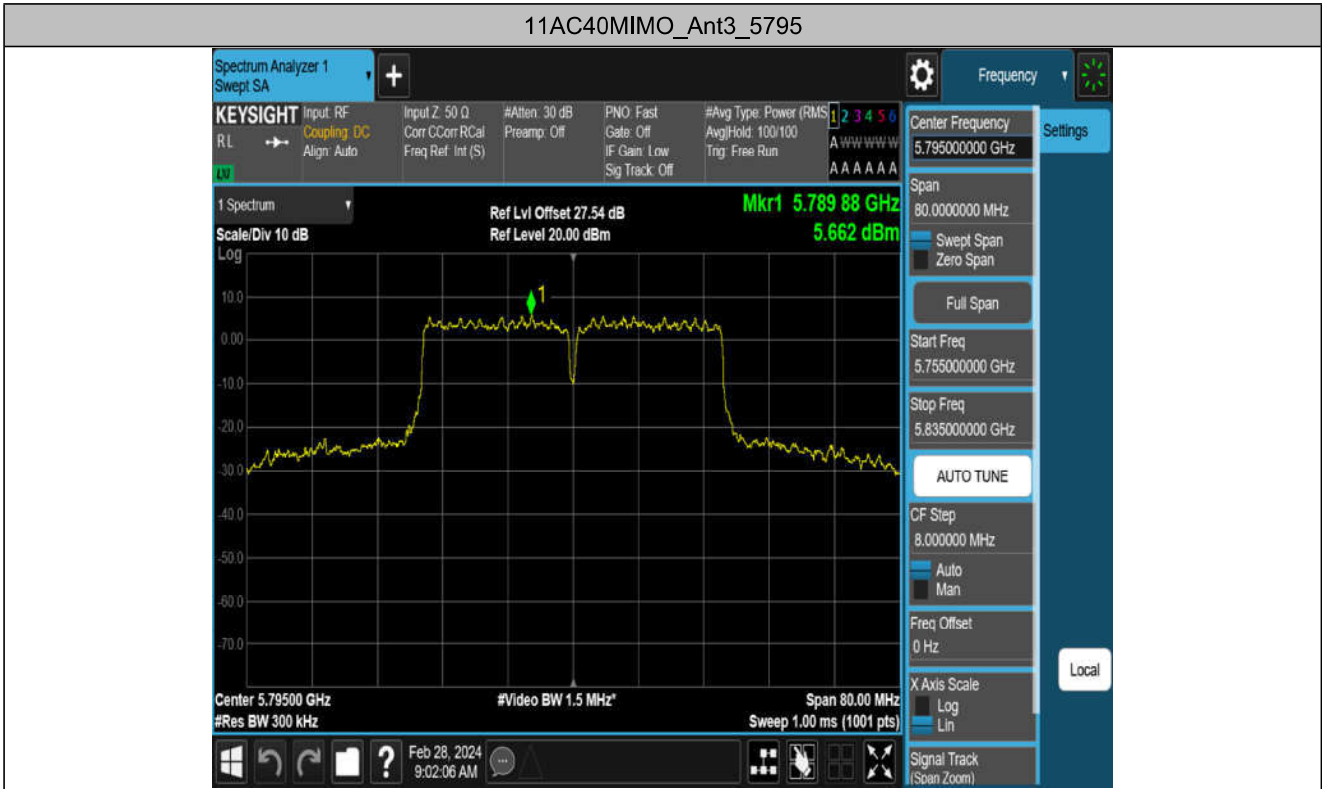 11AC40MIMO_Ant3_5795
Spectrum Analyzer 1
Swept SA
+
Frequency
KEYSIGHT
RL
LXI
Input: RF
Coupling: DC
Align: Auto
Input Z: 50 Ω
Corr CCorr RCal
Freq Ref: Int (S)
#Atten: 30 dB
Preamp: Off
PNO: Fast
Gate: Off
IF Gain: Low
Sig Track: Off
#Avg Type: Power (RMS
Avg|Hold: 100/100
Trig: Free Run
1 2 3 4 5 6
A W W W W W
A A A A A A
1 Spectrum
Scale/Div 10 dB
Log
Ref Lvl Offset 27.54 dB
Ref Level 20.00 dBm
Mkr1 5.789 88 GHz
5.662 dBm
1
10.0
0.00
-10.0
-20.0
-30.0
-40.0
-50.0
-60.0
-70.0
Center 5.79500 GHz
#Video BW 1.5 MHz*
Span 80.00 MHz
#Res BW 300 kHz
Sweep 1.00 ms (1001 pts)
?
Feb 28, 2024
9:02:06 AM
Center Frequency
5.795000000 GHz
Settings
Span
80.0000000 MHz
Swept Span
Zero Span
Full Span
Start Freq
5.755000000 GHz
Stop Freq
5.835000000 GHz
AUTO TUNE
CF Step
8.000000 MHz
Auto
Man
Freq Offset
0 Hz
X Axis Scale
Log
Lin
Local
Signal Track
(Span Zoom)